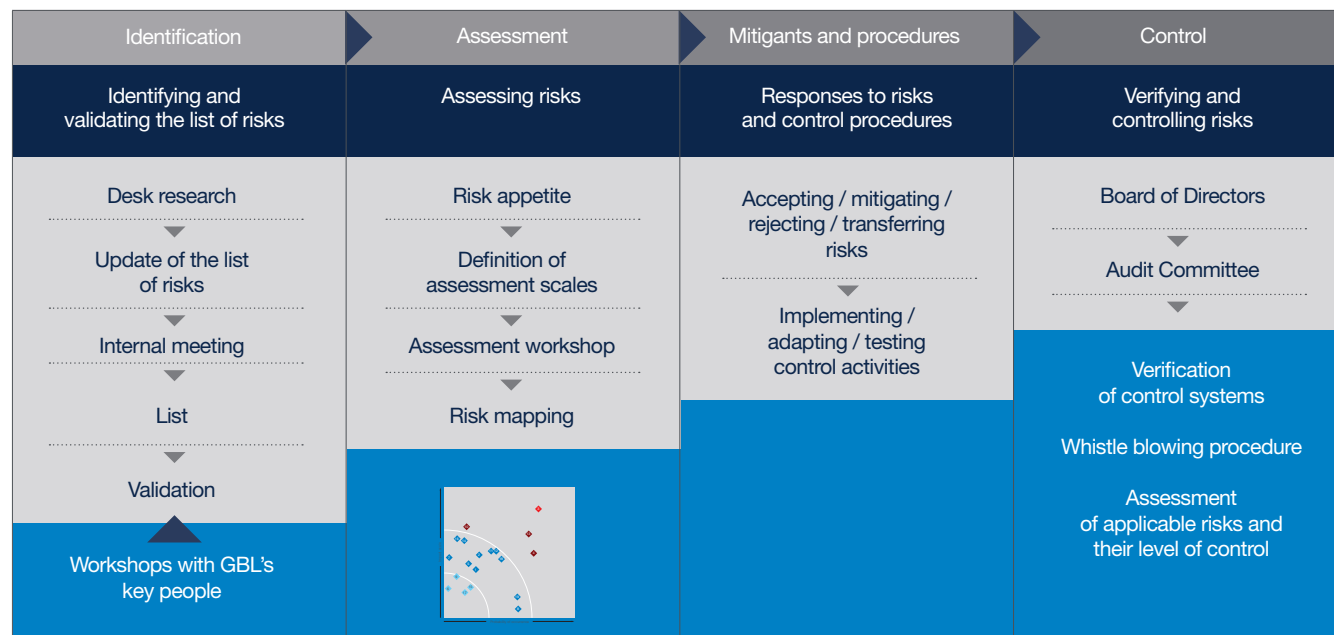 Identification
Assessment
Mitigants and procedures
Control
Identifying and
validating the list of risks
Assessing risks
Responses to risks
and control procedures
Verifying and
controlling risks
Desk research
Update of the list
of risks
Internal meeting
List
Validation
Workshops with GBL's
key people
Risk appetite
Definition of
assessment scales
Assessment workshop
Risk mapping
Accepting / mitigating /
rejecting / transferring
risks
Implementing /
adapting / testing
control activities
Board of Directors
Audit Committee
Verification
of control systems
Whistle blowing procedure
Assessment
of applicable risks and
their level of control